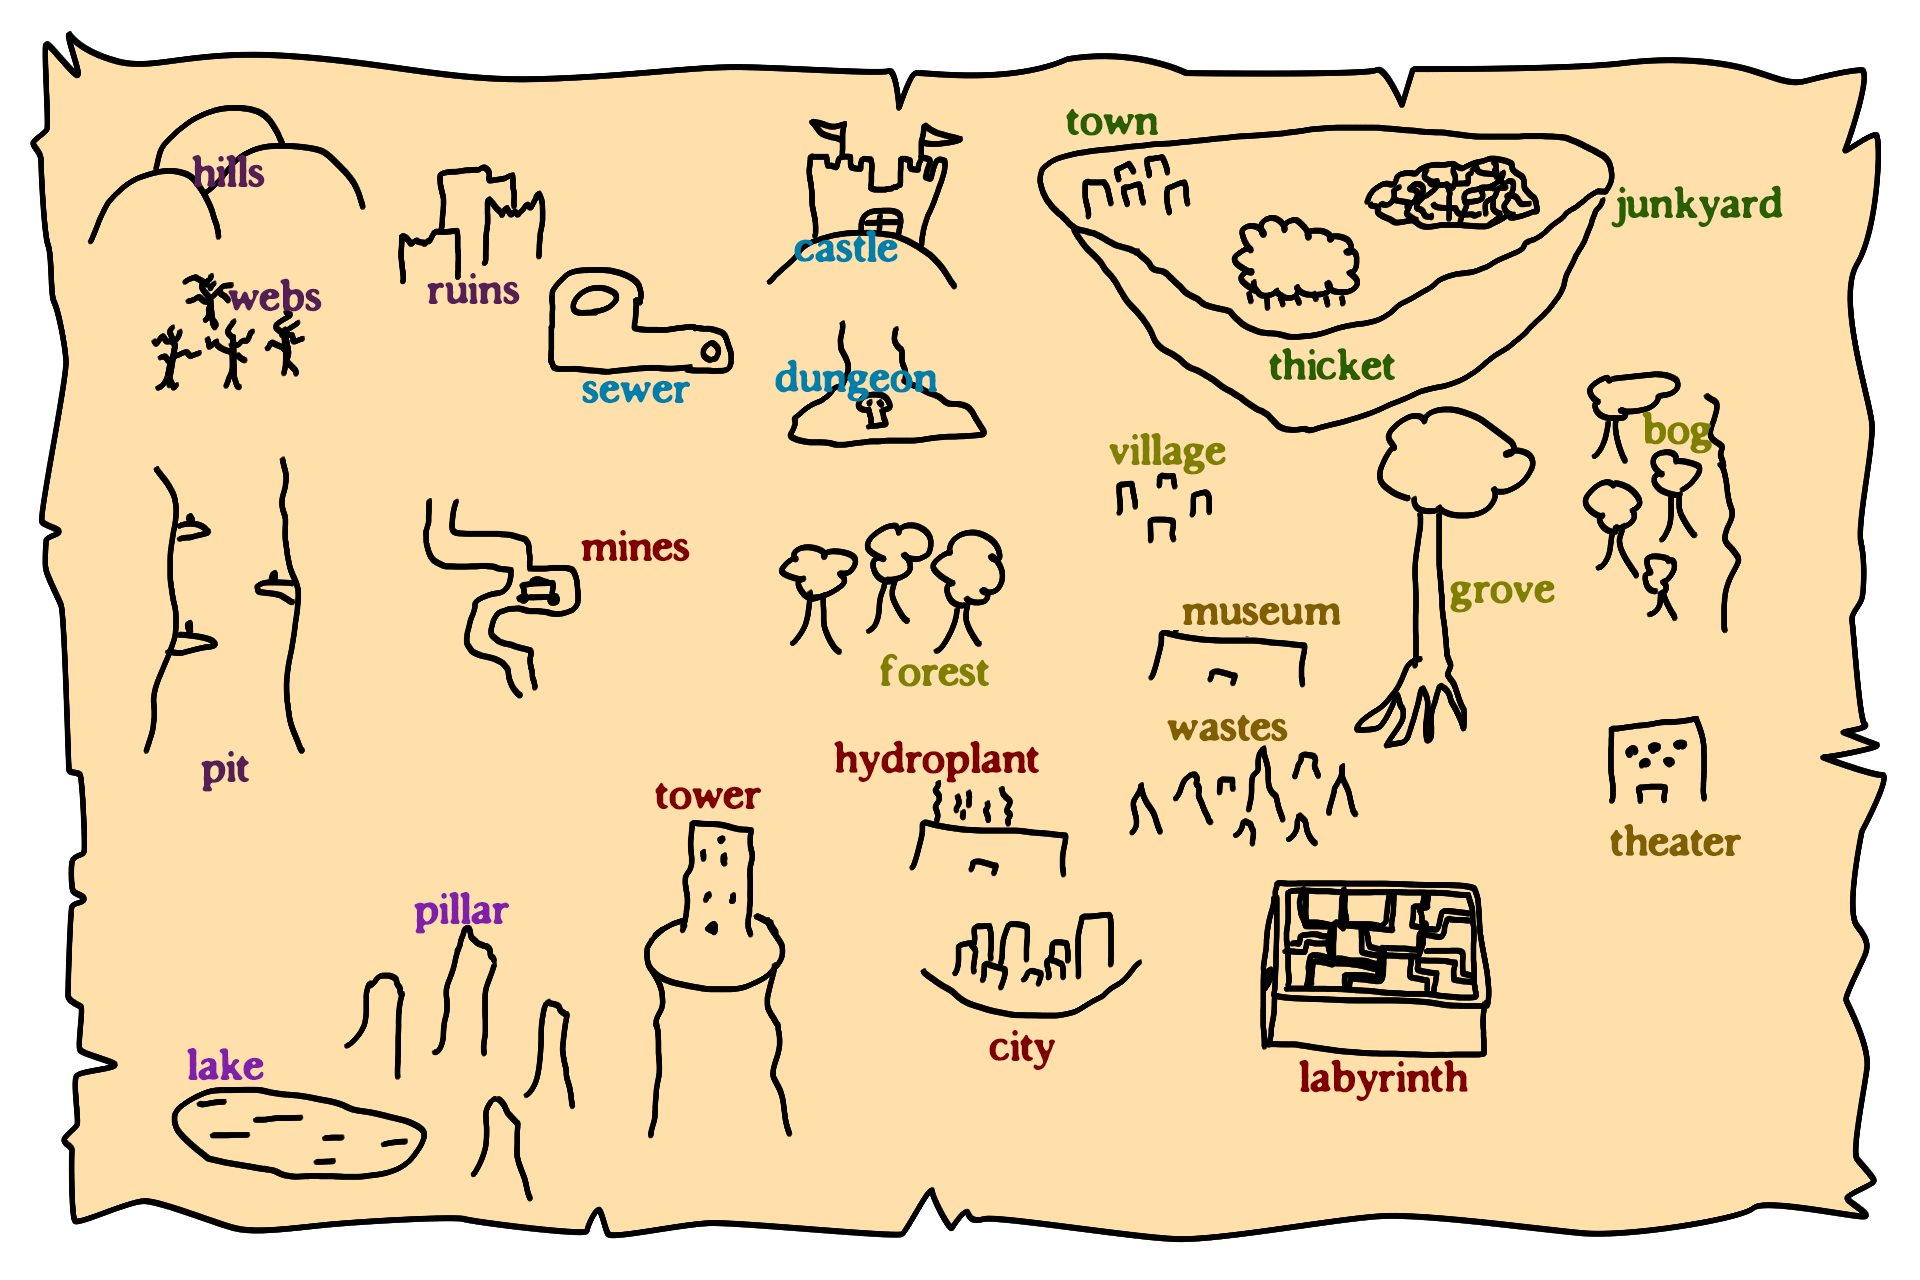 town
hills
junkyard
castle
ruins
webs
thicket
dungeon
sewer
bog
village
mines
grove
museum
forest
wastes
hydroplant
pit
tower
theater
pillar
city
lake
labyrinth